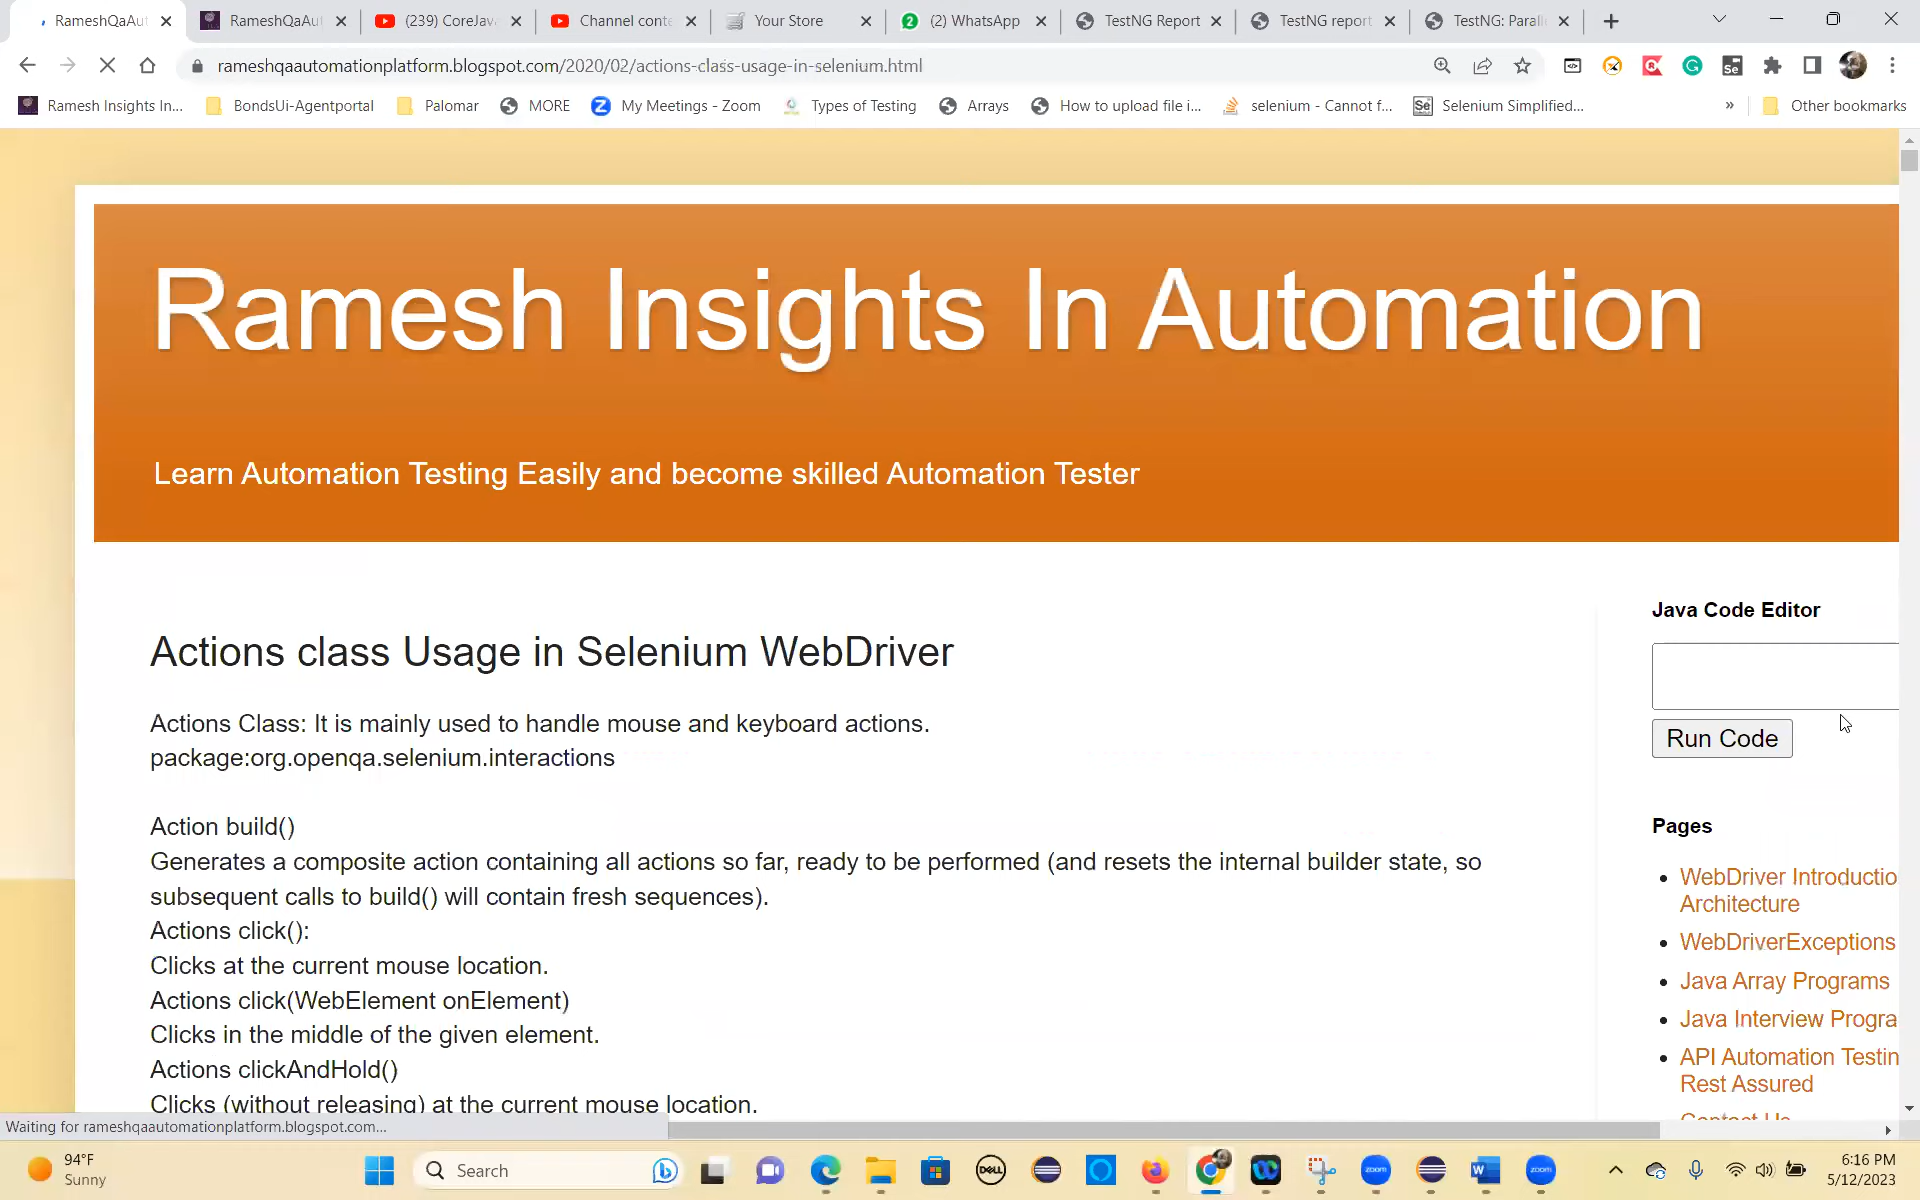 RameshQaAut
RameshQaAut
(239) CoreJava
Channel conte
Your Store
(2) WhatsApp
TestNG Report
TestNG report
TestNG: Paralle
rameshqaautomationplatform.blogspot.com/2020/02/actions-class-usage-in-selenium.html
Ramesh Insights In...
BondsUi-Agentportal
Palomar
MORE
My Meetings - Zoom
Types of Testing
Arrays
How to upload file i...
selenium - Cannot f...
Selenium Simplified...
»
Other bookmarks
Ramesh Insights In Automation
Learn Automation Testing Easily and become skilled Automation Tester
Actions class Usage in Selenium WebDriver
Actions Class: It is mainly used to handle mouse and keyboard actions.
package:org.openqa.selenium.interactions
Action build()
Generates a composite action containing all actions so far, ready to be performed (and resets the internal builder state, so
subsequent calls to build() will contain fresh sequences).
Actions click():
Clicks at the current mouse location.
Actions click(WebElement onElement)
Clicks in the middle of the given element.
Actions clickAndHold()
Clicks (without releasing) at the current mouse location.
Java Code Editor
Run Code
Pages
WebDriver Introductio
Architecture
WebDriverExceptions
Java Array Programs
Java Interview Progra
API Automation Testin
Rest Assured
Contact Us
Waiting for rameshqaautomationplatform.blogspot.com...
94°F
Sunny
Search
DELL
zoom
zoom
6:16 PM
5/12/2023